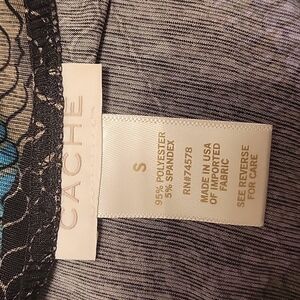 CACHE
S
95% POLYESTER
5% SPANDEX
RN#74578
MADE IN USA
OF IMPORTED
FABRIC
SEE REVERSE
FOR CARE